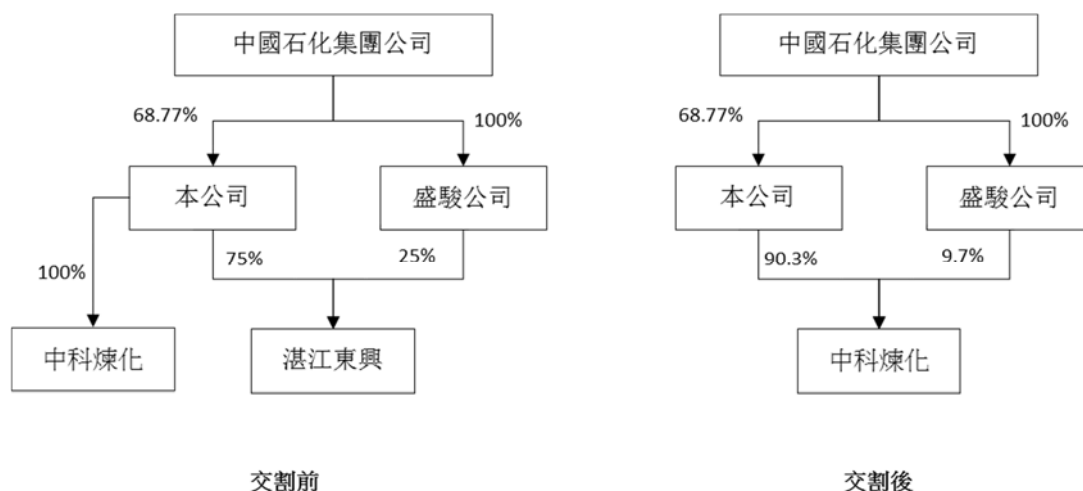 中國石化集團公司
68.77%
100%
本公司
盛駿公司
100%
75%
25%
中科煉化
湛江東興
交割前
中國石化集團公司
68.77%
100%
本公司
盛駿公司
90.3%
9.7%
中科煉化
交割後